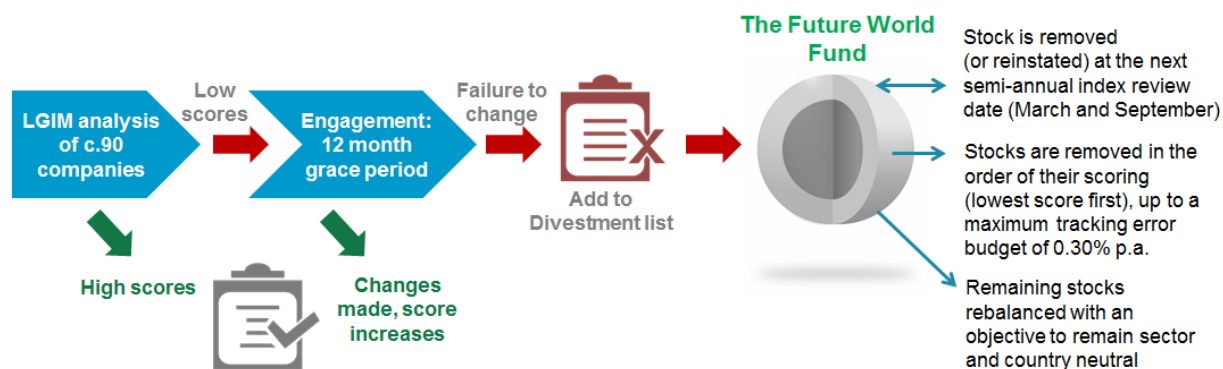 LGIM analysis
of c.90
companies
Low
scores
Engagement:
12 month
grace period
Failure to
change
Add to
Divestment list
High scores
Changes
made, score
increases
The Future World
Fund
Stock is removed
(or reinstated) at the next
semi-annual index review
date (March and September)
Stocks are removed in the
order of their scoring
(lowest score first), up to a
maximum tracking error
budget of 0.30% p.a.
Remaining stocks
rebalanced with an
objective to remain sector
and country neutral